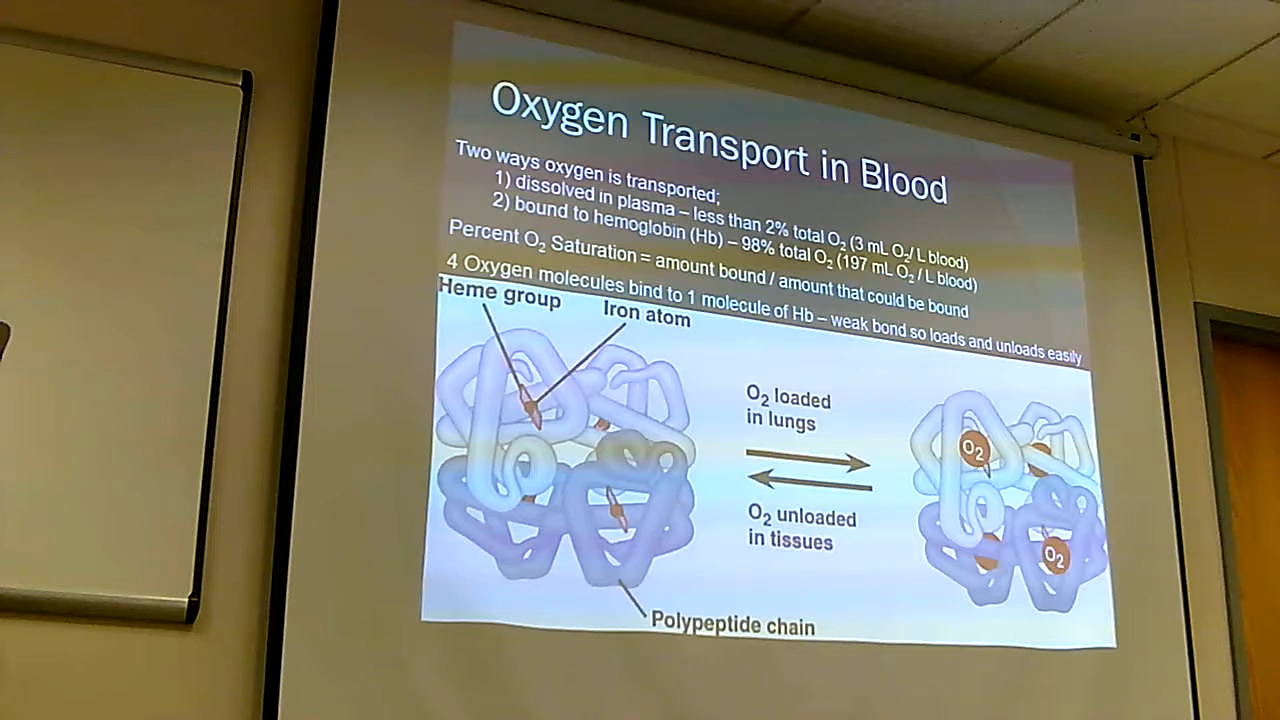 Oxygen Transport in Blood
Two ways oxygen is transported;
1) dissolved in plasma – less than 2% total O₂ (3 mL O₂/ L blood)
2) bound to hemoglobin (Hb) – 98% total O₂ (197 mL O₂ / L blood)
Percent O₂ Saturation = amount bound / amount that could be bound
4 Oxygen molecules bind to 1 molecule of Hb – weak bond so loads and unloads easily
Heme group
Iron atom
O₂ loaded
in lungs
O₂ unloaded
in tissues
O₂
O₂
Polypeptide chain